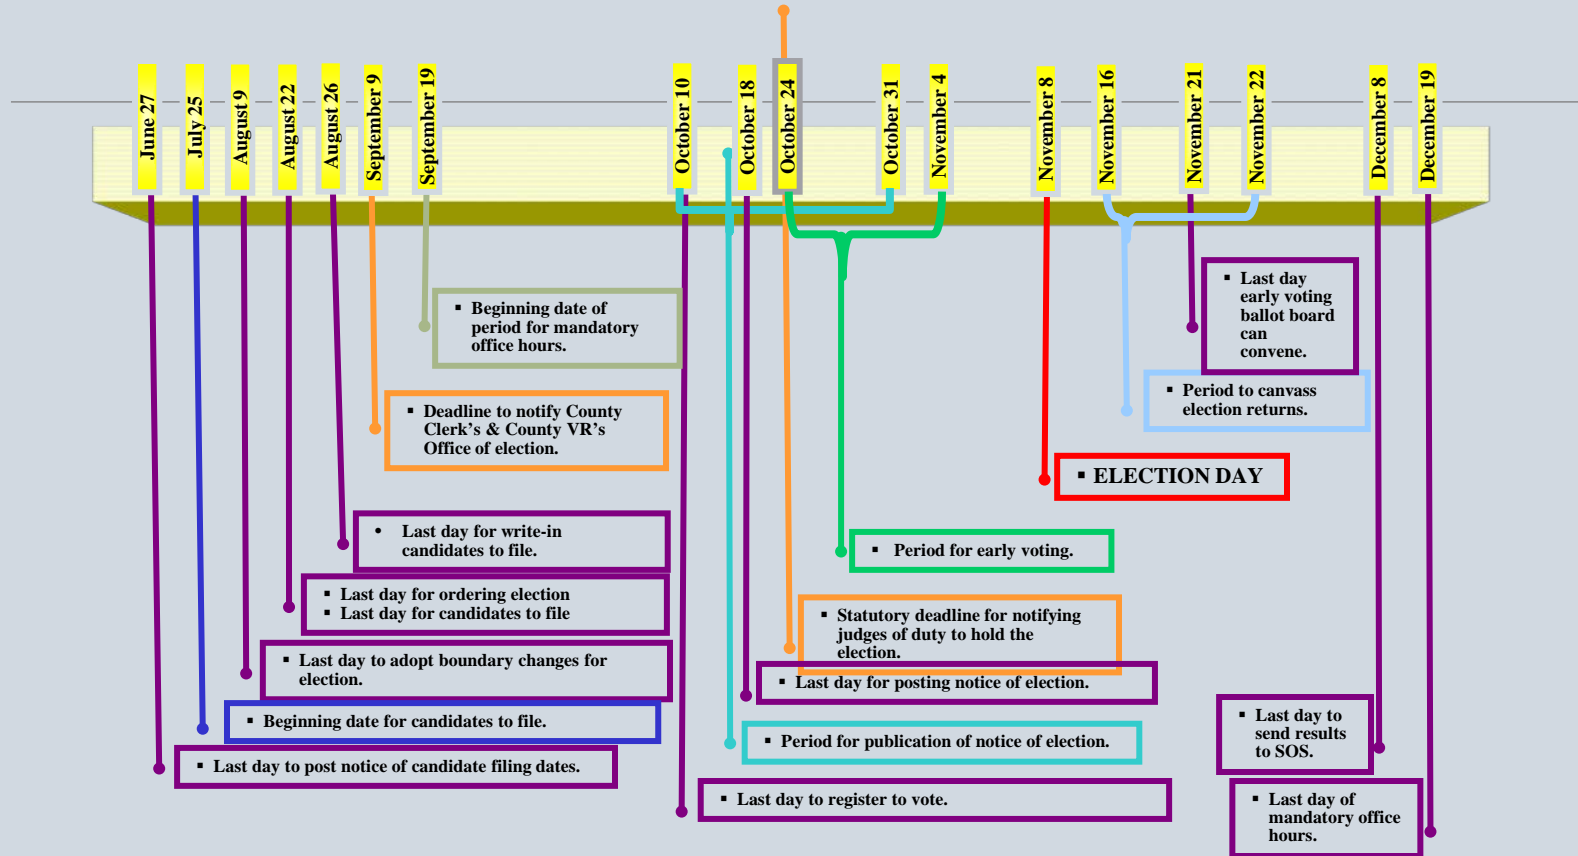 June 27
July 25
August 9
August 22
August 26
September 9
September 19
October 10
October 18
October 24
October 31
November 4
November 8
November 16
November 21
November 22
December 8
December 19
▪ Beginning date of
period for mandatory
office hours.
▪ Deadline to notify County
Clerk's & County VR's
Office of election.
• Last day for write-in
candidates to file.
▪ Last day for ordering election
▪ Last day for candidates to file
▪ Last day to adopt boundary changes for
election.
▪ Beginning date for candidates to file.
▪ Last day to post notice of candidate filing dates.
▪ Last day early voting
ballot board
can
convene.
▪ Period to canvass
election returns.
▪ ELECTION DAY
▪ Period for early voting.
▪ Statutory deadline for notifying
judges of duty to hold the
election.
▪ Last day for posting notice of election.
▪ Period for publication of notice of election.
▪ Last day to register to vote.
▪ Last day to
send results
to SOS.
▪ Last day of
mandatory office
hours.